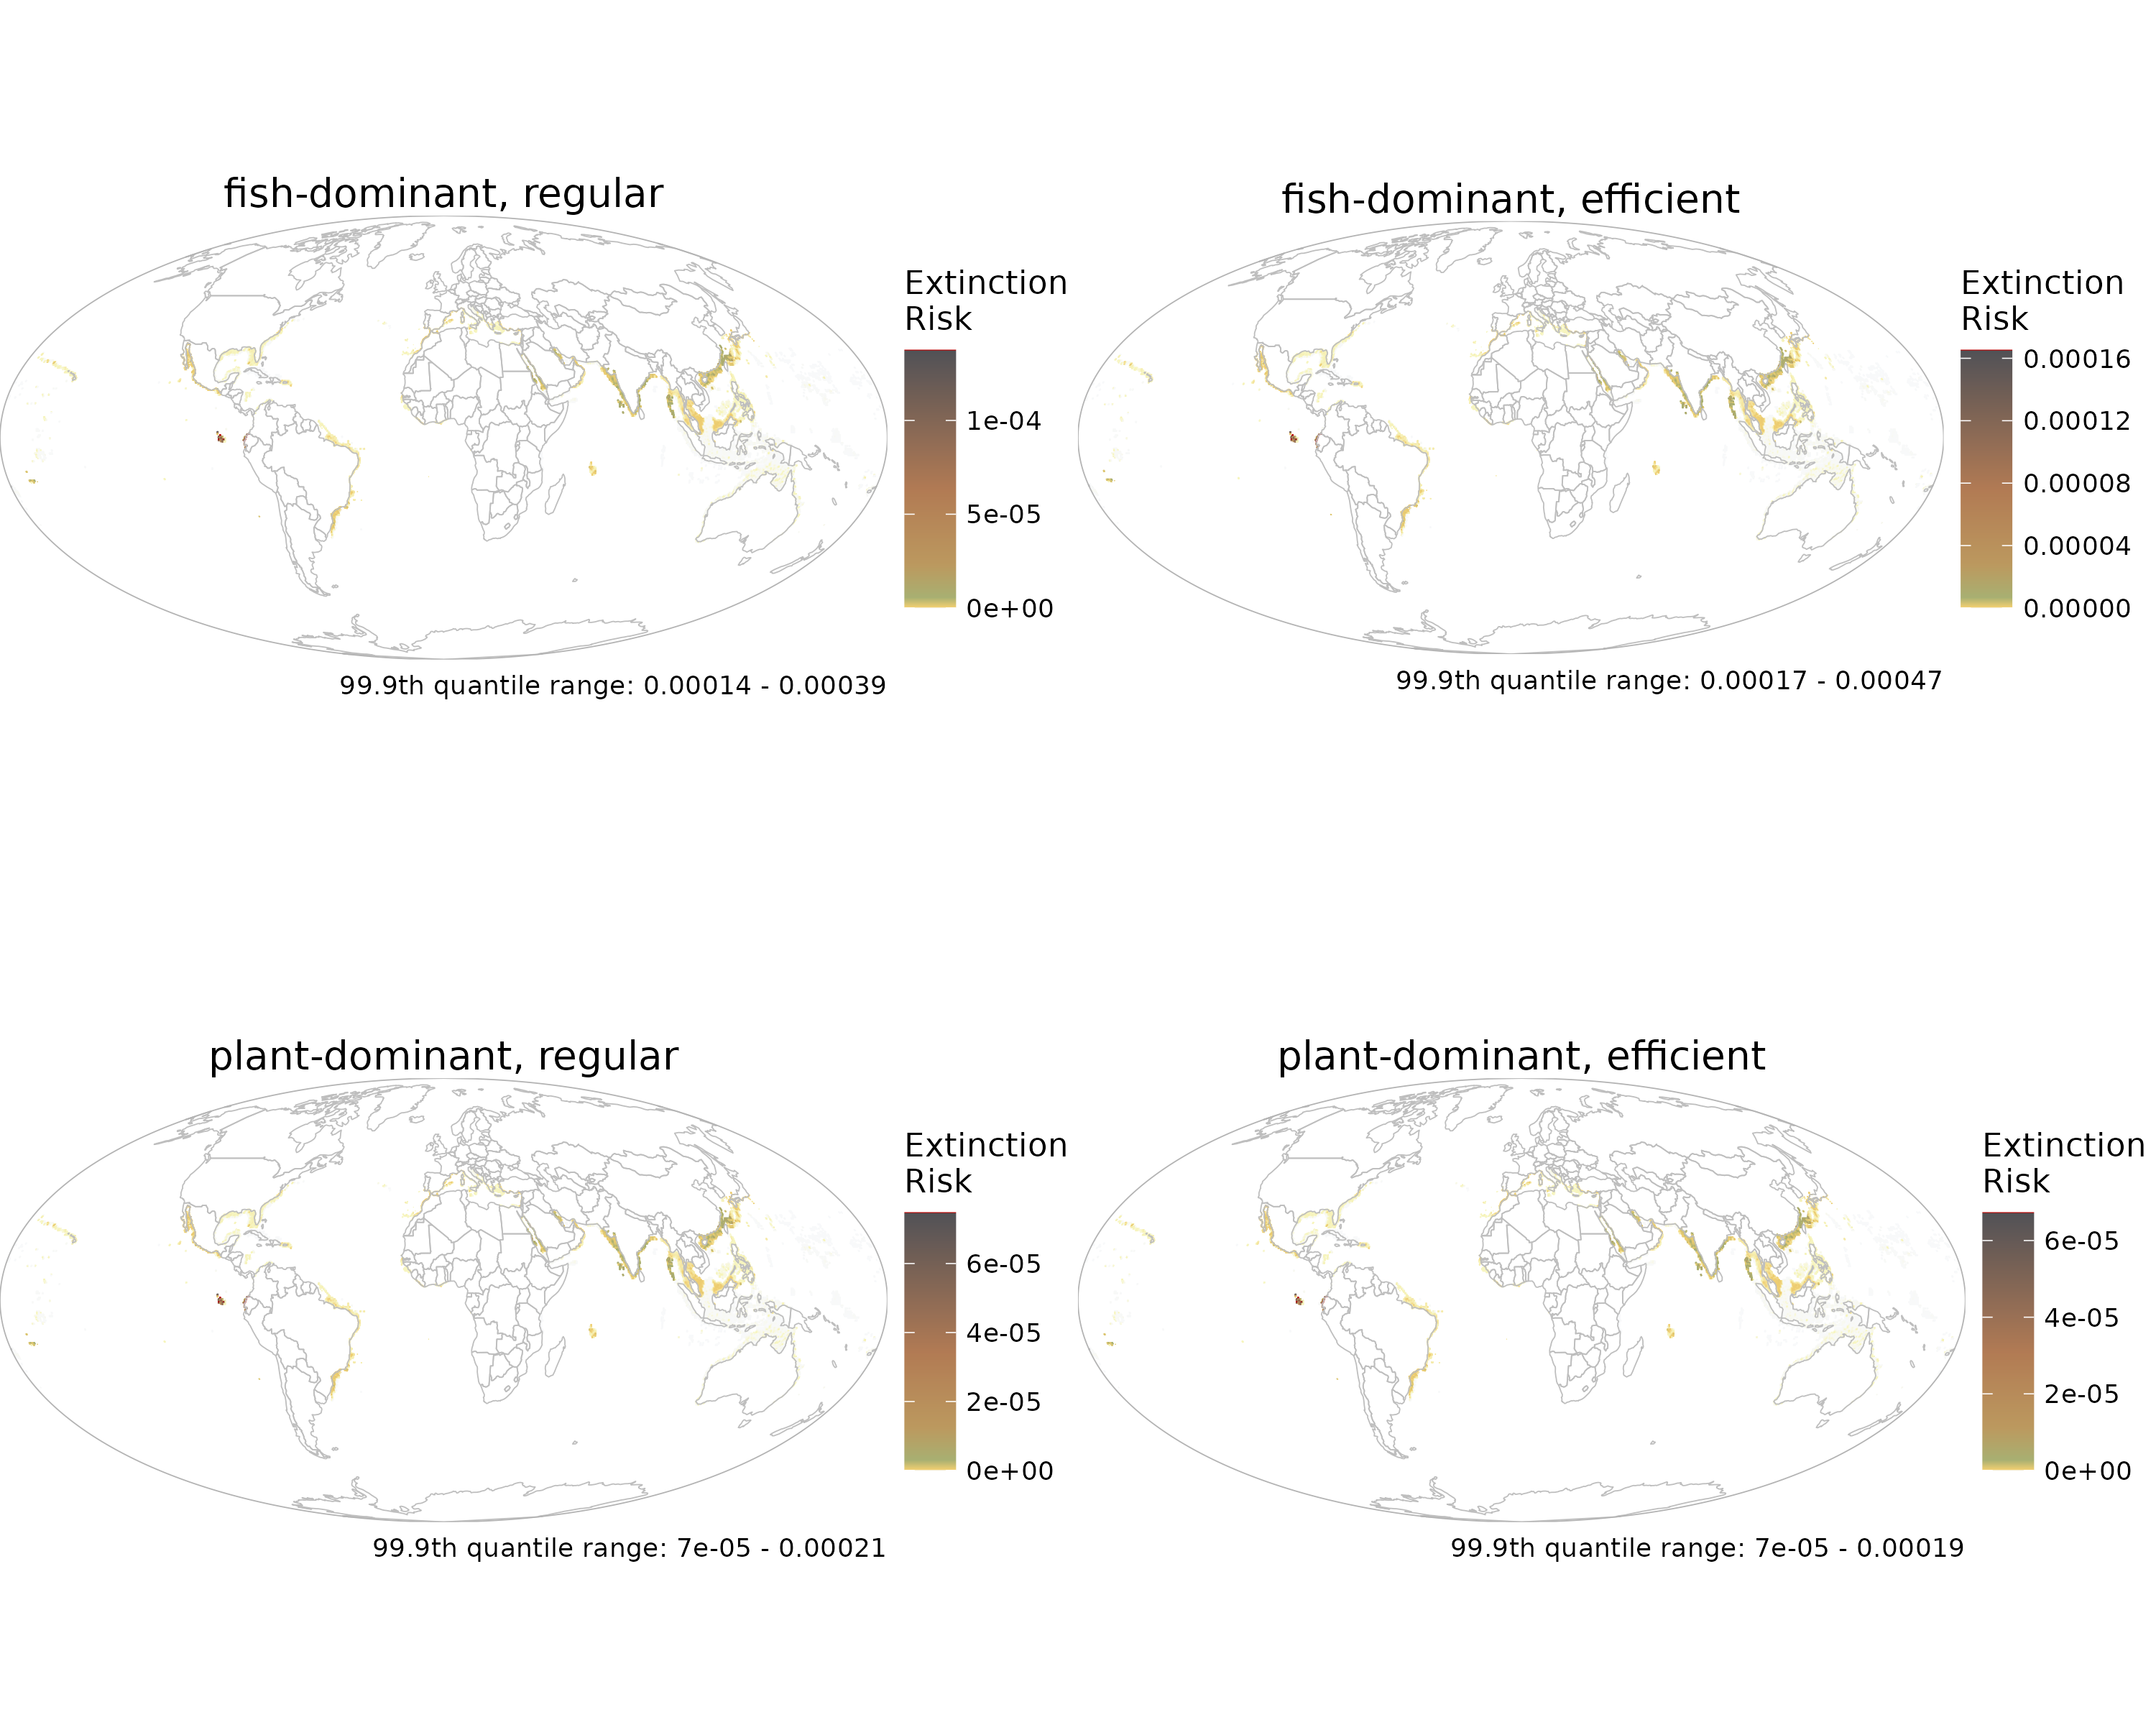 fish-dominant, regular
Extinction
Risk
1e-04
5e-05
0e+00
99.9th quantile range: 0.00014 - 0.00039
fish-dominant, efficient
Extinction
Risk
0.00016
0.00012
0.00008
0.00004
0.00000
99.9th quantile range: 0.00017 - 0.00047
plant-dominant, regular
Extinction
Risk
6e-05
4e-05
2e-05
0e+00
99.9th quantile range: 7e-05 - 0.00021
plant-dominant, efficient
Extinction
Risk
6e-05
4e-05
2e-05
0e+00
99.9th quantile range: 7e-05 - 0.00019